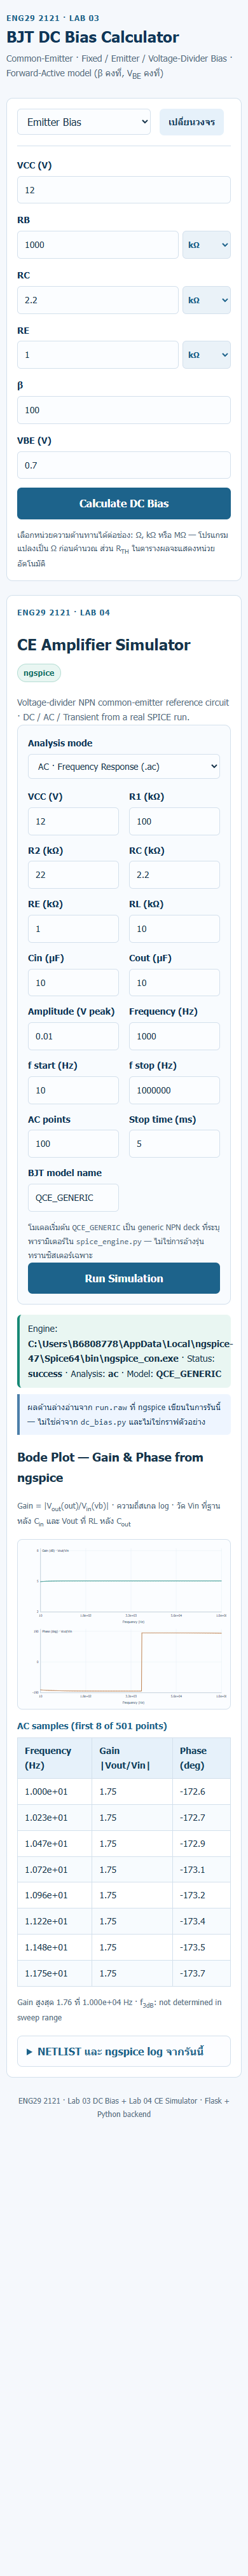 ENG29 2121 · LAB 03
BJT DC Bias Calculator
Common-Emitter · Fixed / Emitter / Voltage-Divider Bias ·
Forward-Active model (β คงที่, VBE คงที่)
Emitter Bias
เปลี่ยนวงจร
VCC (V)
12
RB
1000
kΩ
RC
2.2
kΩ
RE
1
kΩ
β
100
VBE (V)
0.7
Calculate DC Bias
เลือกหน่วยความต้านทานได้ต่อช่อง: Ω, kΩ หรือ MΩ — โปรแกรม
แปลงเป็น Ω ก่อนคำนวณ ส่วน RTH ในตารางผลจะแสดงหน่วย
อัตโนมัติ
ENG29 2121 · LAB 04
CE Amplifier Simulator
ngspice
Voltage-divider NPN common-emitter reference circuit
· DC / AC / Transient from a real SPICE run.
Analysis mode
AC · Frequency Response (.ac)
VCC (V)
R1 (kΩ)
12
100
R2 (kΩ)
RC (kΩ)
22
2.2
RE (kΩ)
RL (kΩ)
1
10
Cin (μF)
Cout (μF)
10
10
Amplitude (V peak)
Frequency (Hz)
0.01
1000
f start (Hz)
f stop (Hz)
10
1000000
AC points
Stop time (ms)
100
5
BJT model name
QCE_GENERIC
โมเดลเริ่มต้น QCE_GENERIC เป็น generic NPN deck ที่ระบุ
พารามิเตอร์ใน spice_engine.py — ไม่ใช่การอ้างรุ่น
ทรานซิสเตอร์เฉพาะ
Run Simulation
Engine:
C:\Users\B6808778\AppData\Local\ngspice-
47\Spice64\bin\ngspice_con.exe · Status:
success · Analysis: ac · Model: QCE_GENERIC
ผลด้านล่างอ่านจาก run.raw ที่ ngspice เขียนในการรันนี้
— ไม่ใช่ค่าจาก dc_bias.py และไม่ใช่กราฟตัวอย่าง
Bode Plot — Gain & Phase from
ngspice
Gain = |Vout(out)/Vin(vb)| · ความถี่สเกล log · วัด Vin ที่ฐาน
หลัง Cin และ Vout ที่ RL หลัง Cout
Frequency (Hz)
Frequency (Hz)
AC samples (first 8 of 501 points)
Frequency
(Hz)
Gain
|Vout/Vin|
Phase
(deg)
1.000e+01 1.75 -172.6
1.023e+01 1.75 -172.7
1.047e+01 1.75 -172.9
1.072e+01 1.75 -173.1
1.096e+01 1.75 -173.2
1.122e+01 1.75 -173.4
1.148e+01 1.75 -173.5
1.175e+01 1.75 -173.7
Gain สูงสุด 1.76 ที่ 1.000e+04 Hz · f3dB: not determined in
sweep range
▶ NETLIST และ ngspice log จากรันนี้
ENG29 2121 · Lab 03 DC Bias + Lab 04 CE Simulator · Flask +
Python backend